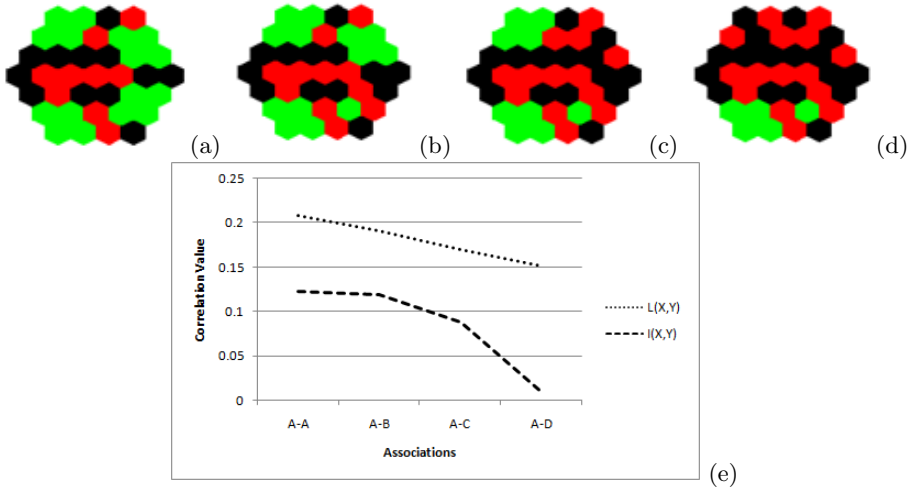 (a) (b) (c) (d)
0.25
0.2
0.15
0.1
0.05
0
Correlation Value
A-A A-B A-C A-D
Associations
L(X,Y)
I(X,Y)
(e)